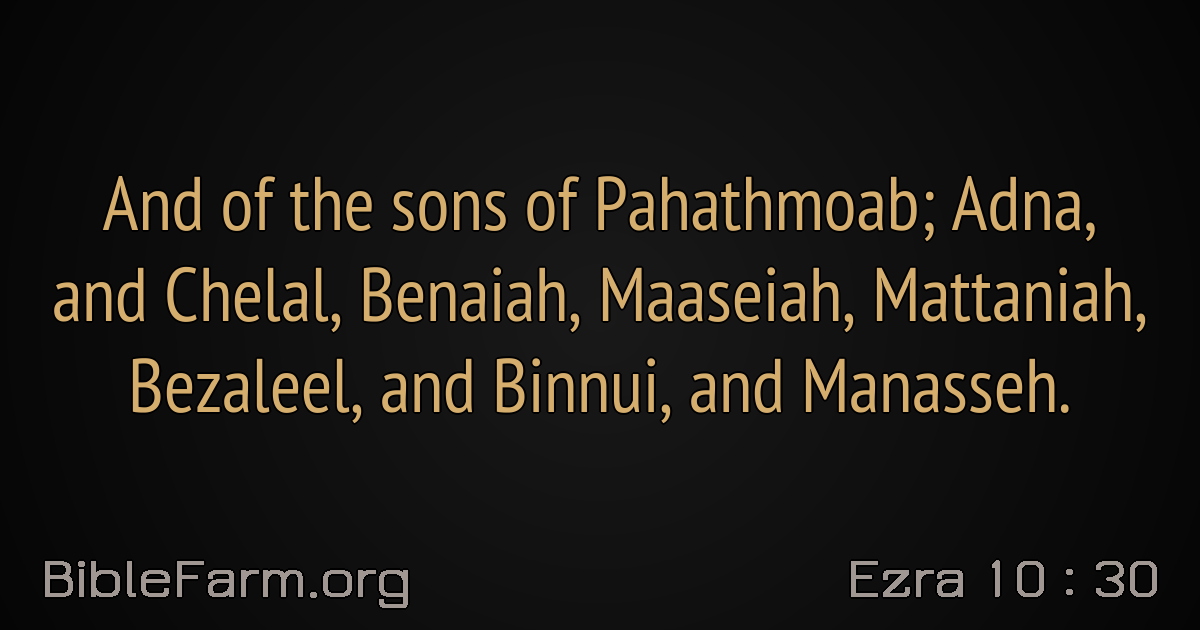 And of the sons of Pahathmoab; Adna,
and Chelal, Benaiah, Maaseiah, Mattaniah,
Bezaleel, and Binnui, and Manasseh.
BibleFarm.org
Ezra 10 : 30